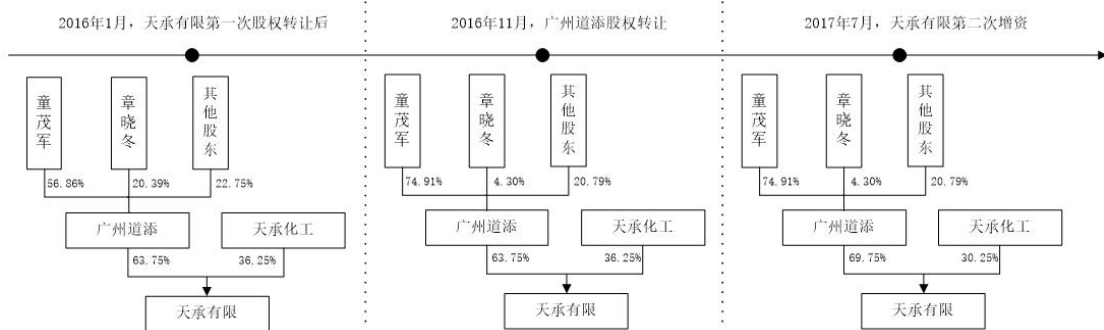 2016年1月，天承有限第一次股权转让后
童茂军
章晓冬
其他股东
56.86%
20.39%
22.75%
广州道添
天承化工
63.75%
36.25%
天承有限
2016年11月，广州道添股权转让
童茂军
章晓冬
其他股东
74.91%
4.30%
20.79%
广州道添
天承化工
63.75%
36.25%
天承有限
2017年7月，天承有限第二次增资
童茂军
章晓冬
其他股东
74.91%
4.30%
20.79%
广州道添
天承化工
69.75%
30.25%
天承有限